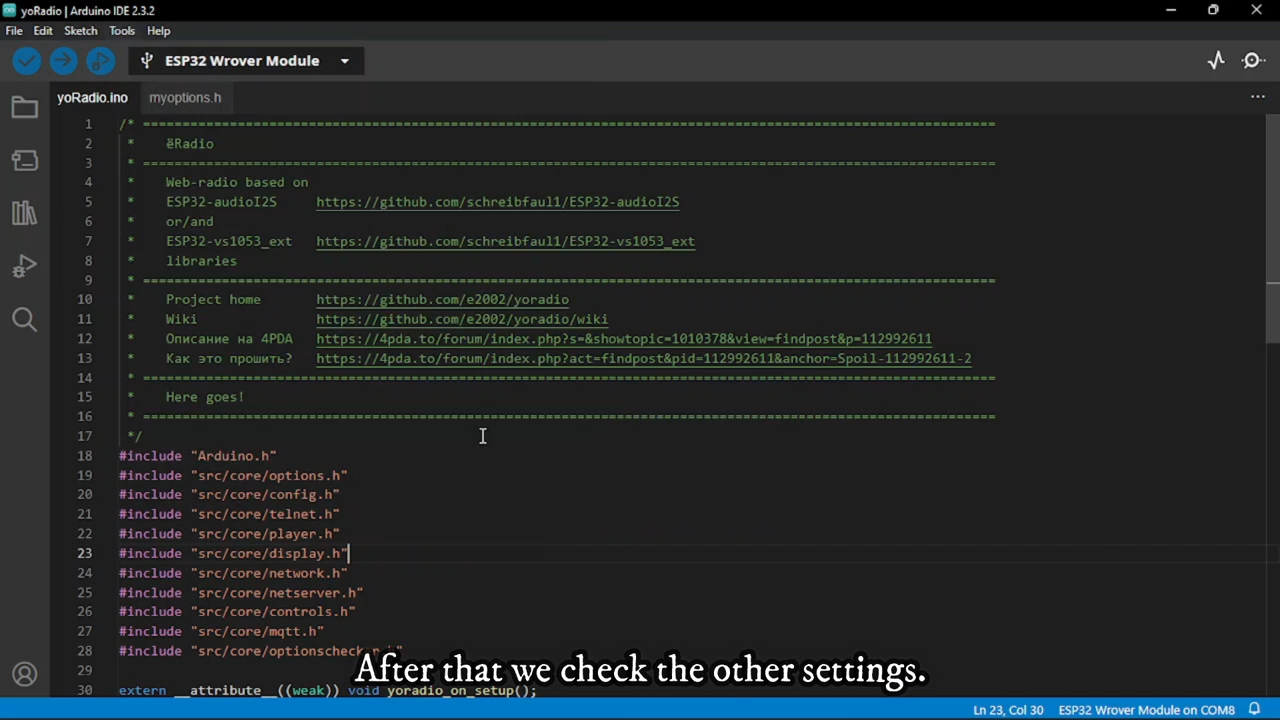 yoRadio | Arduino IDE 2.3.2
File Edit Sketch Tools Help
ESP32 Wrover Module
yoRadio.ino myoptions.h
1 /* =============================================================================================================
2 * ёRadio
3 * =============================================================================================================
4 * Web-radio based on
5 * ESP32-audioI2S https://github.com/schreibfaul1/ESP32-audioI2S
6 * or/and
7 * ESP32-vs1053_ext https://github.com/schreibfaul1/ESP32-vs1053_ext
8 * libraries
9 * =============================================================================================================
10 * Project home https://github.com/e2002/yoradio
11 * Wiki https://github.com/e2002/yoradio/wiki
12 * Описание на 4PDA https://4pda.to/forum/index.php?s=&showtopic=1010378&view=findpost&p=112992611
13 * Как это прошить? https://4pda.to/forum/index.php?act=findpost&pid=112992611&anchor=Spoil-112992611-2
14 * =============================================================================================================
15 * Here goes!
16 * =============================================================================================================
17 */
18 #include "Arduino.h"
19 #include "src/core/options.h"
20 #include "src/core/config.h"
21 #include "src/core/telnet.h"
22 #include "src/core/player.h"
23 #include "src/core/display.h"
24 #include "src/core/network.h"
25 #include "src/core/netserver.h"
26 #include "src/core/controls.h"
27 #include "src/core/mqtt.h"
28 #include "src/core/optionschecker.h"
After that we check the other settings.
29
30 extern __attribute__((weak)) void yoradio_on_setup();
Ln 23, Col 30 ESP32 Wrover Module on COM8